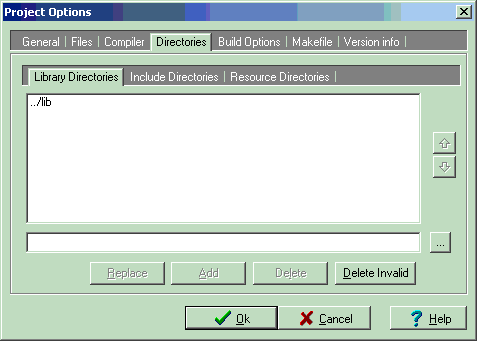 Project Options
General Files Compiler Directories Build Options Makefile Version info
Library Directories Include Directories Resource Directories
../lib
...
Replace Add Delete Delete Invalid
Ok Cancel ? Help